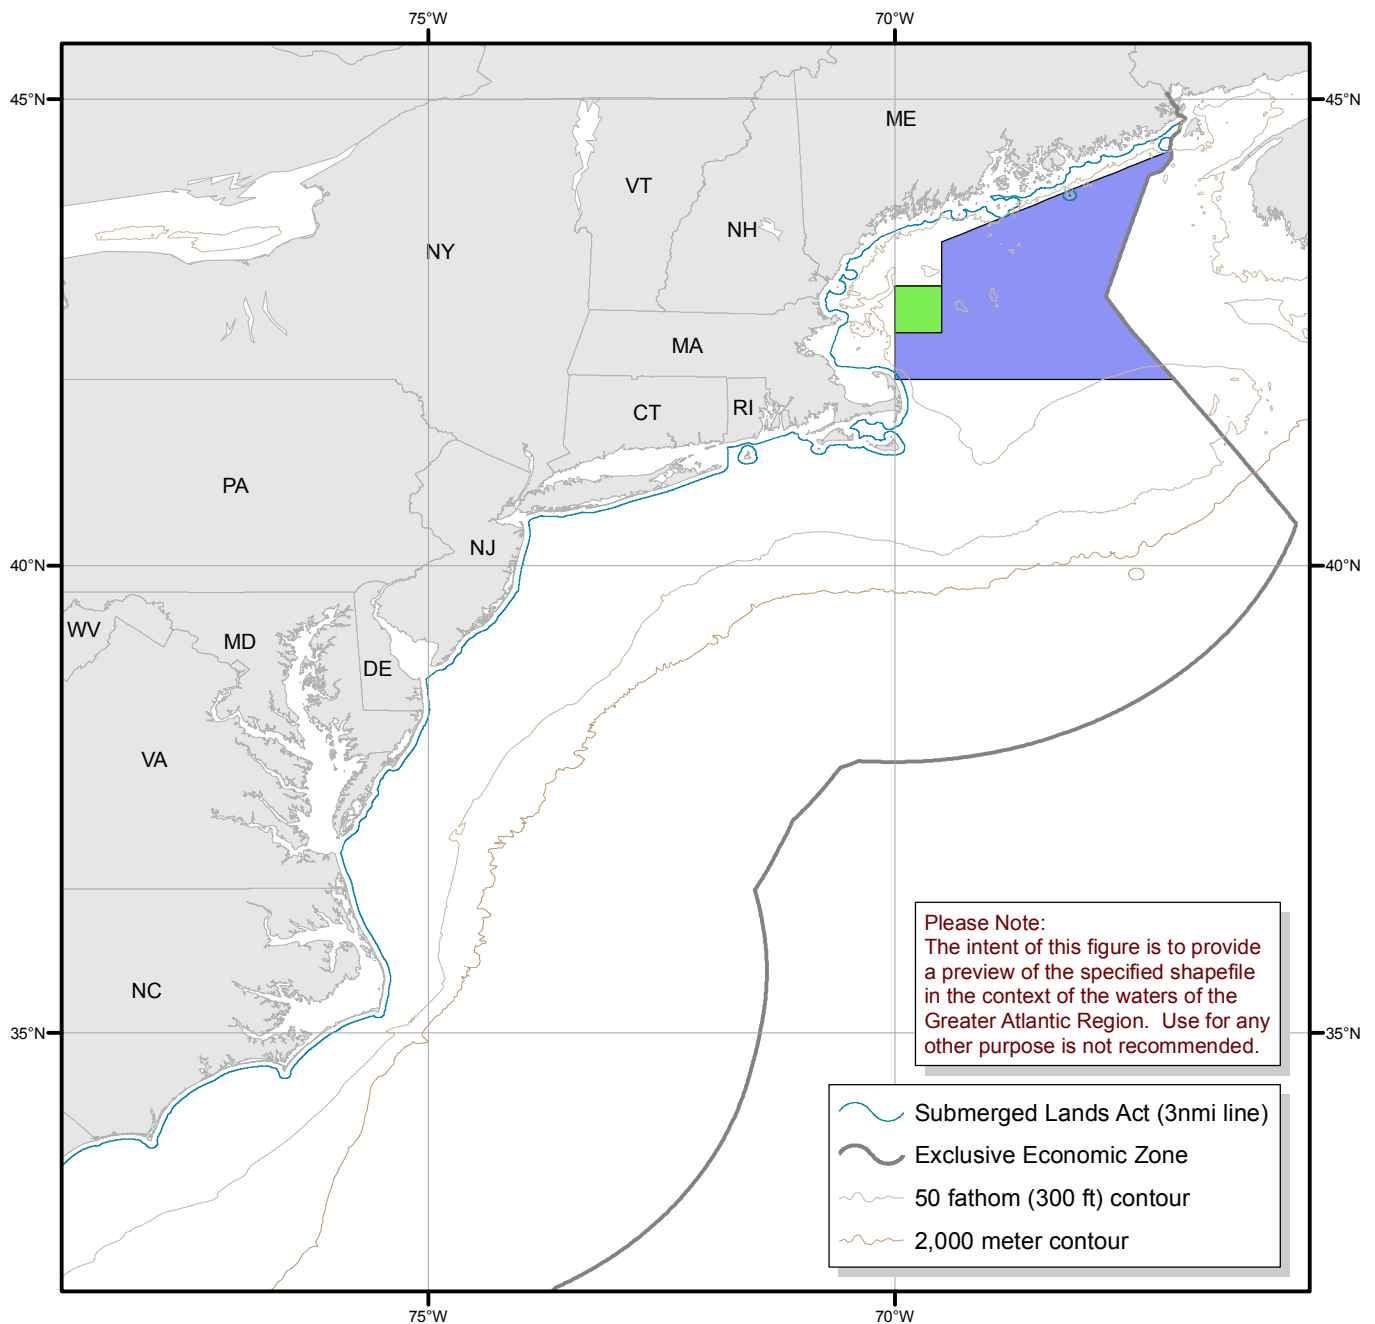 75°W
70°W
45°N
45°N
ME
VT
NH
NY
MA
CT
RI
PA
NJ
40°N
40°N
WV
MD
DE
VA
NC
35°N
35°N
Please Note:
The intent of this figure is to provide
a preview of the specified shapefile
in the context of the waters of the
Greater Atlantic Region.  Use for any
other purpose is not recommended.
Submerged Lands Act (3nmi line)
Exclusive Economic Zone
50 fathom (300 ft) contour
2,000 meter contour
75°W
70°W